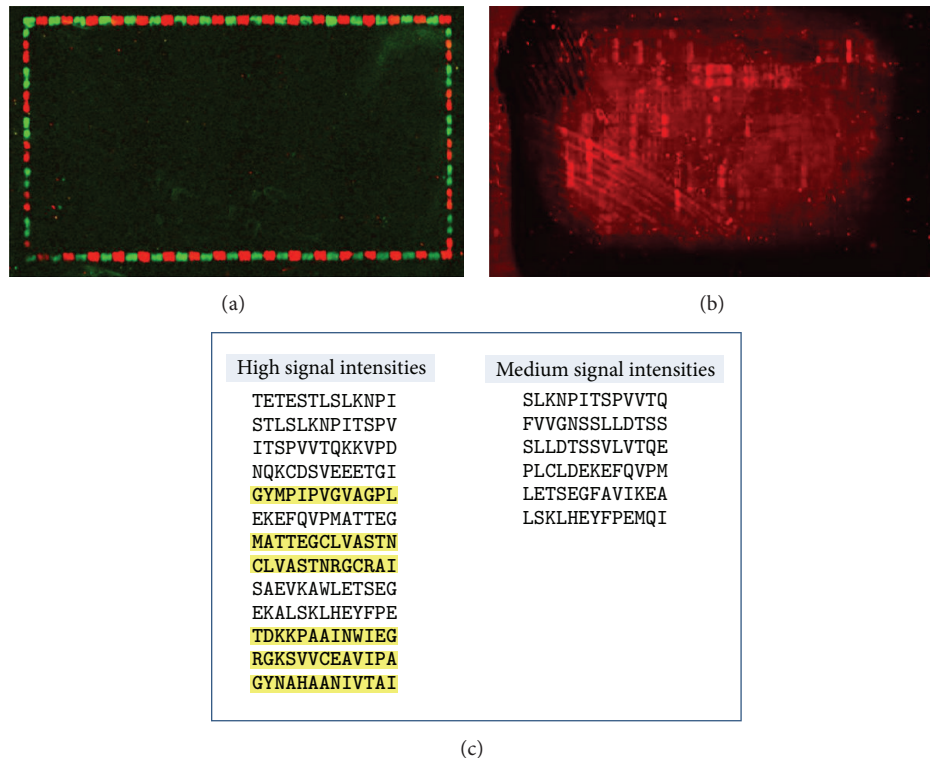 (a)
(b)
High signal intensities
TETESTLSLKNPI
STLSLKNPITSPV
ITSPVVTQKKVPD
NQKCDSVEEETGI
GYMPIPVGVAGPL
EKEFQVPMATTEG
MATTEGCLVASTN
CLVASTNRGCRAI
SAEVKAWLETSEG
EKALSKLHEYFPE
TDKKPAAINWIEG
RGKSVVCEAVIPA
GYNAHAANIVTAI
Medium signal intensities
SLKNPITSPVVTQ
FVVGNSSLLDTSS
SLLDTSSVLVTQE
PLCLDEKEFQVPM
LETSEGFAVIKEA
LSKLHEYFPEMQI
(c)